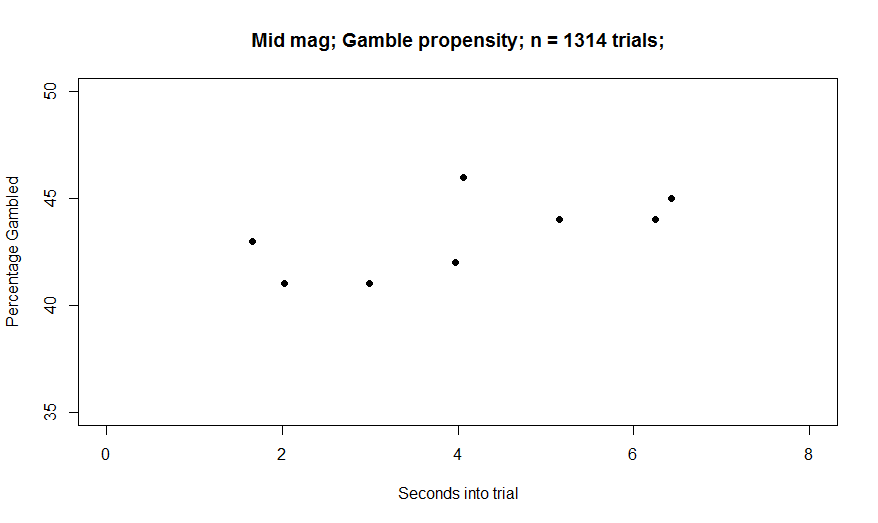 Mid mag; Gamble propensity; n = 1314 trials;
Percentage Gambled
50
45
40
35
0 2 4 6 8
Seconds into trial